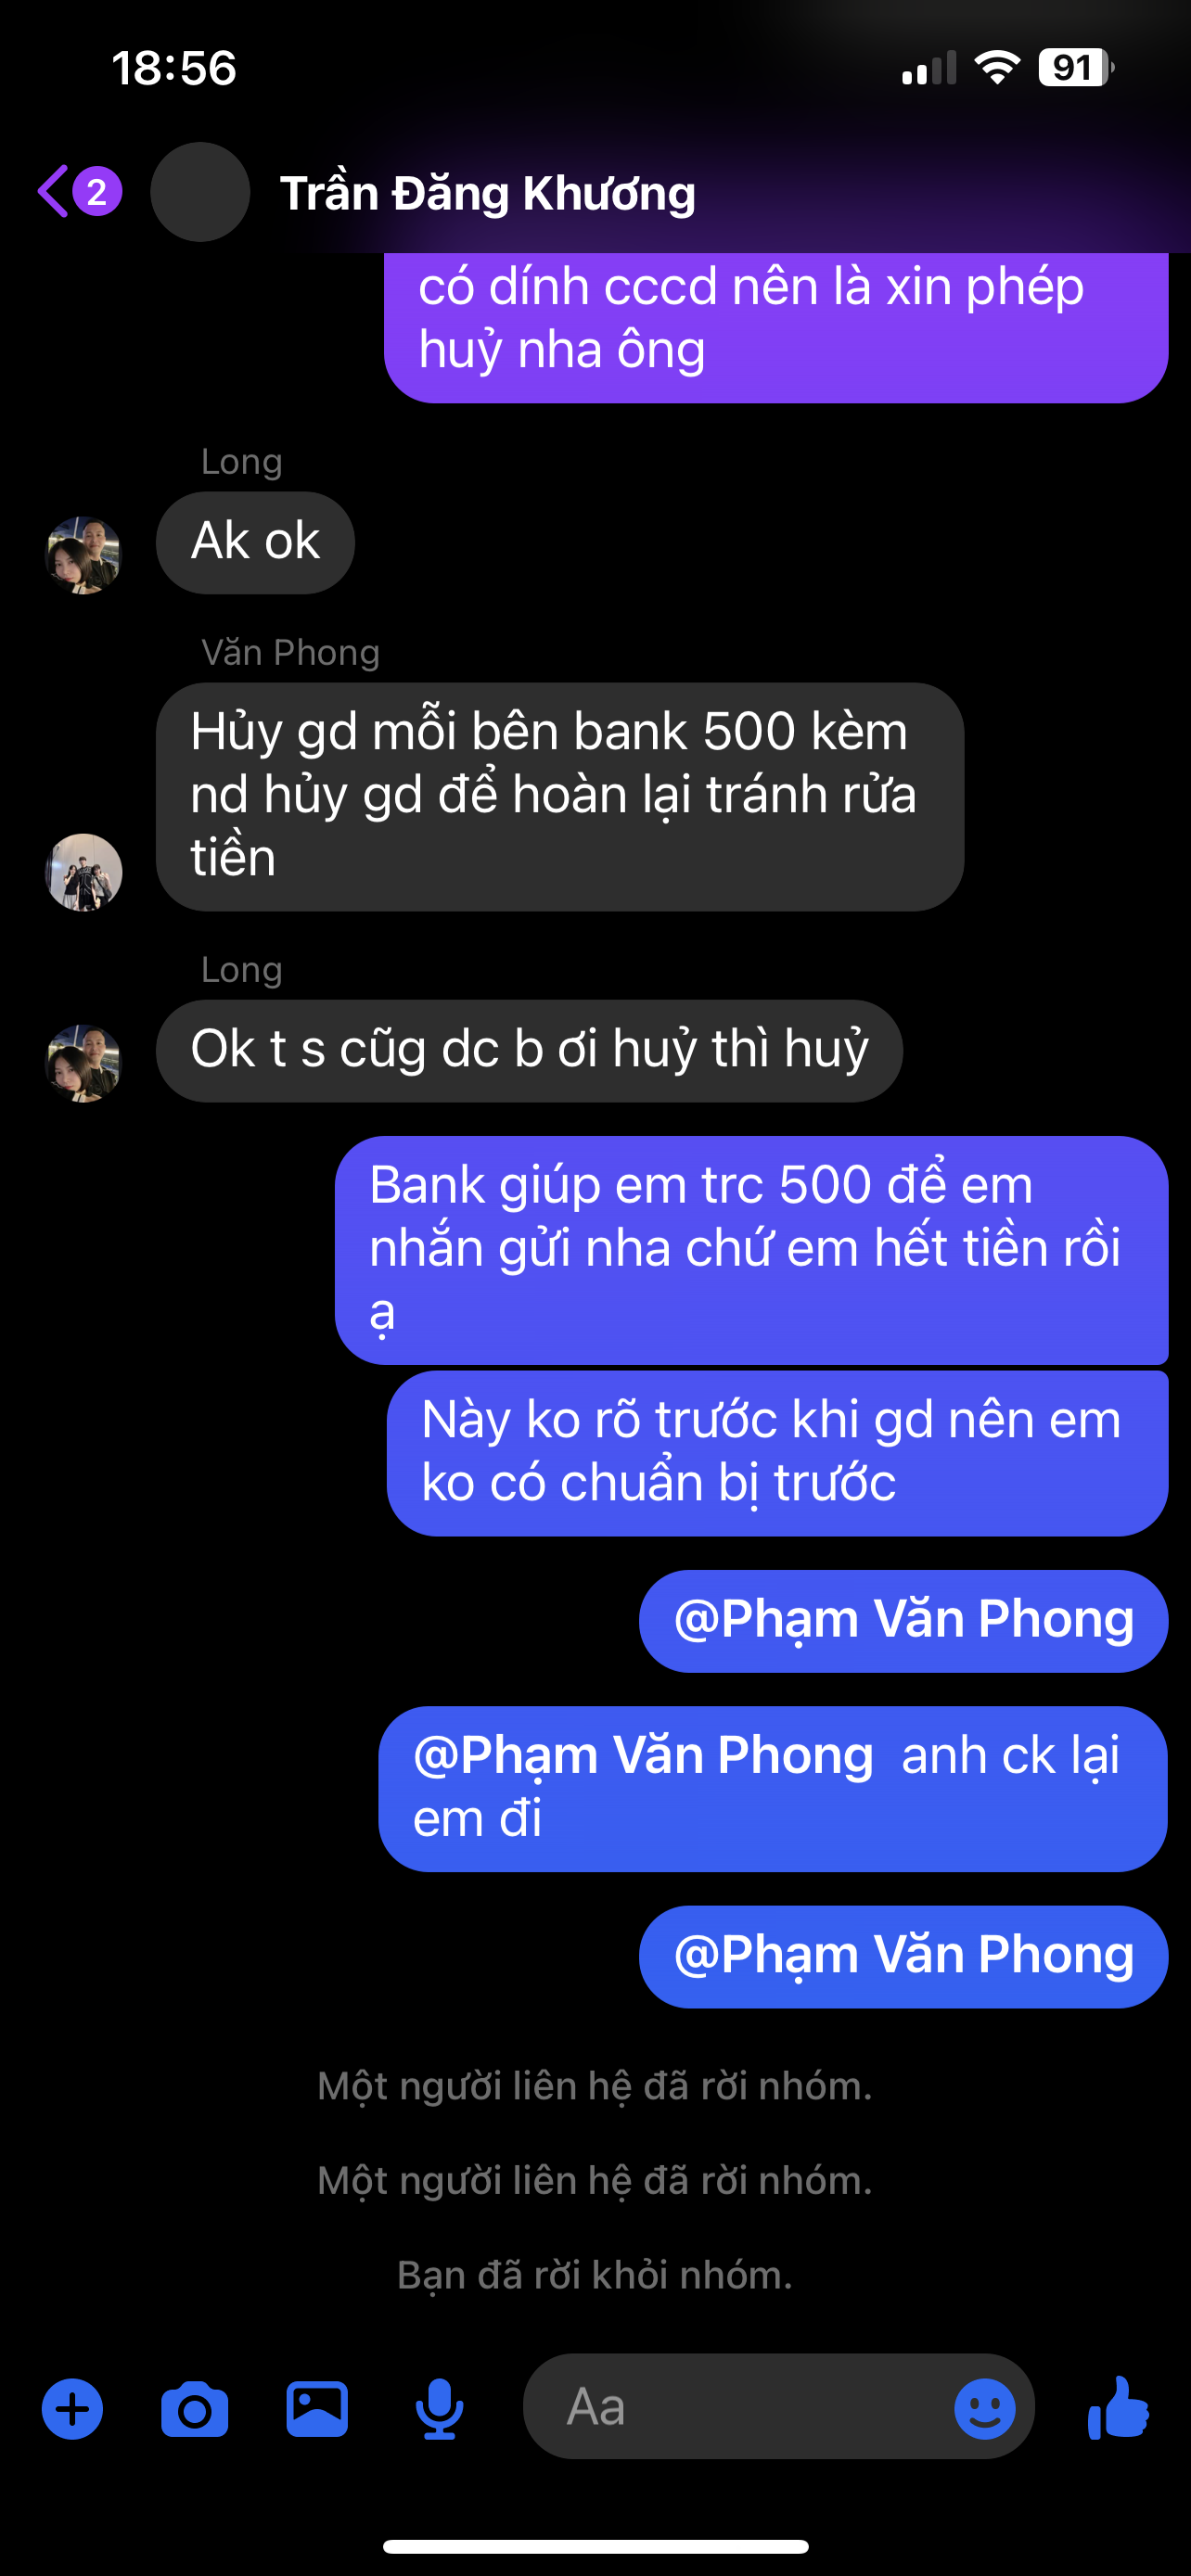 18:56
91
2
Trần Đăng Khương
có dính cccd nên là xin phép
huỷ nha ông
Long
Ak ok
Văn Phong
Hủy gd mỗi bên bank 500 kèm
nd hủy gd để hoàn lại tránh rửa
tiền
Long
Ok t s cũg dc b ơi huỷ thì huỷ
Bank giúp em trc 500 để em
nhắn gửi nha chứ em hết tiền rồi
ạ
Này ko rõ trước khi gd nên em
ko có chuẩn bị trước
@Phạm Văn Phong
@Phạm Văn Phong anh ck lại
em đi
@Phạm Văn Phong
Một người liên hệ đã rời nhóm.
Một người liên hệ đã rời nhóm.
Bạn đã rời khỏi nhóm.
Aa